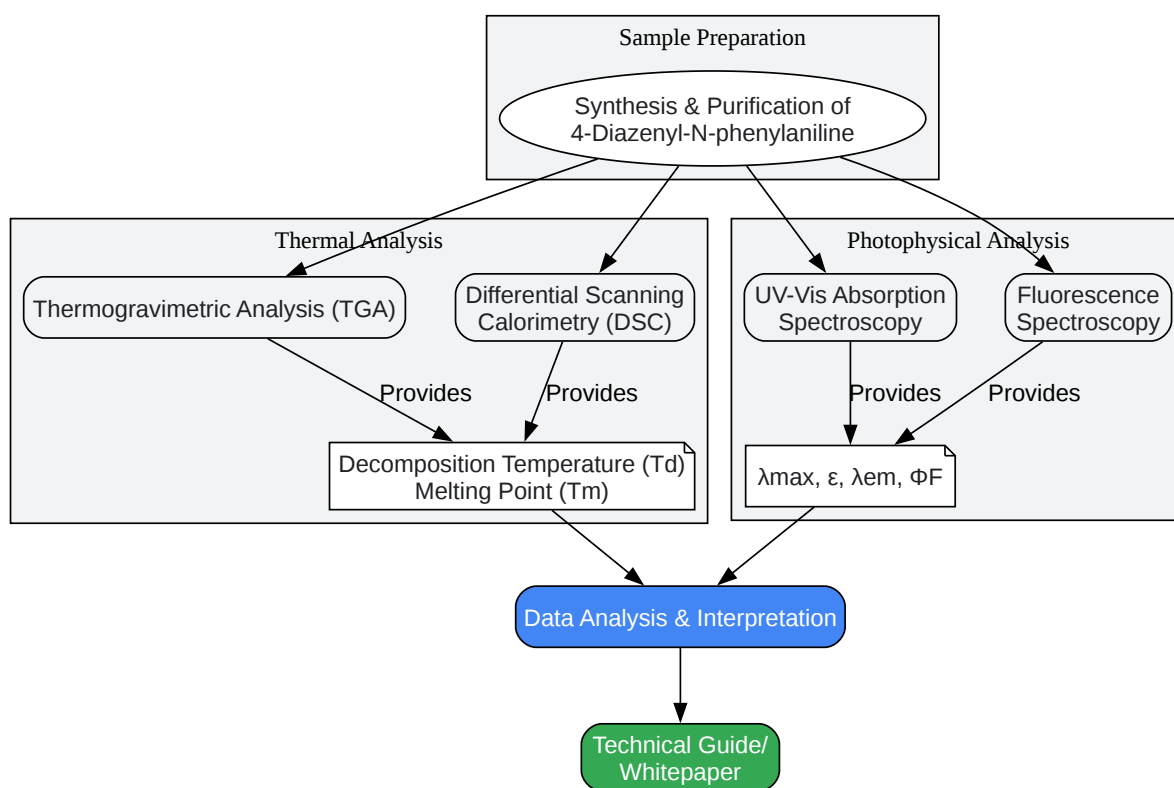 Sample Preparation
Synthesis & Purification of
4-Diazenyl-N-phenylaniline
Thermal Analysis
Photophysical Analysis
Thermogravimetric Analysis (TGA)
Differential Scanning
Calorimetry (DSC)
UV-Vis Absorption
Spectroscopy
Fluorescence
Spectroscopy
Provides
Provides
Provides
Provides
Decomposition Temperature (Td)
Melting Point (Tm)
λmax, ε, λem, ΦF
Data Analysis & Interpretation
Technical Guide/
Whitepaper